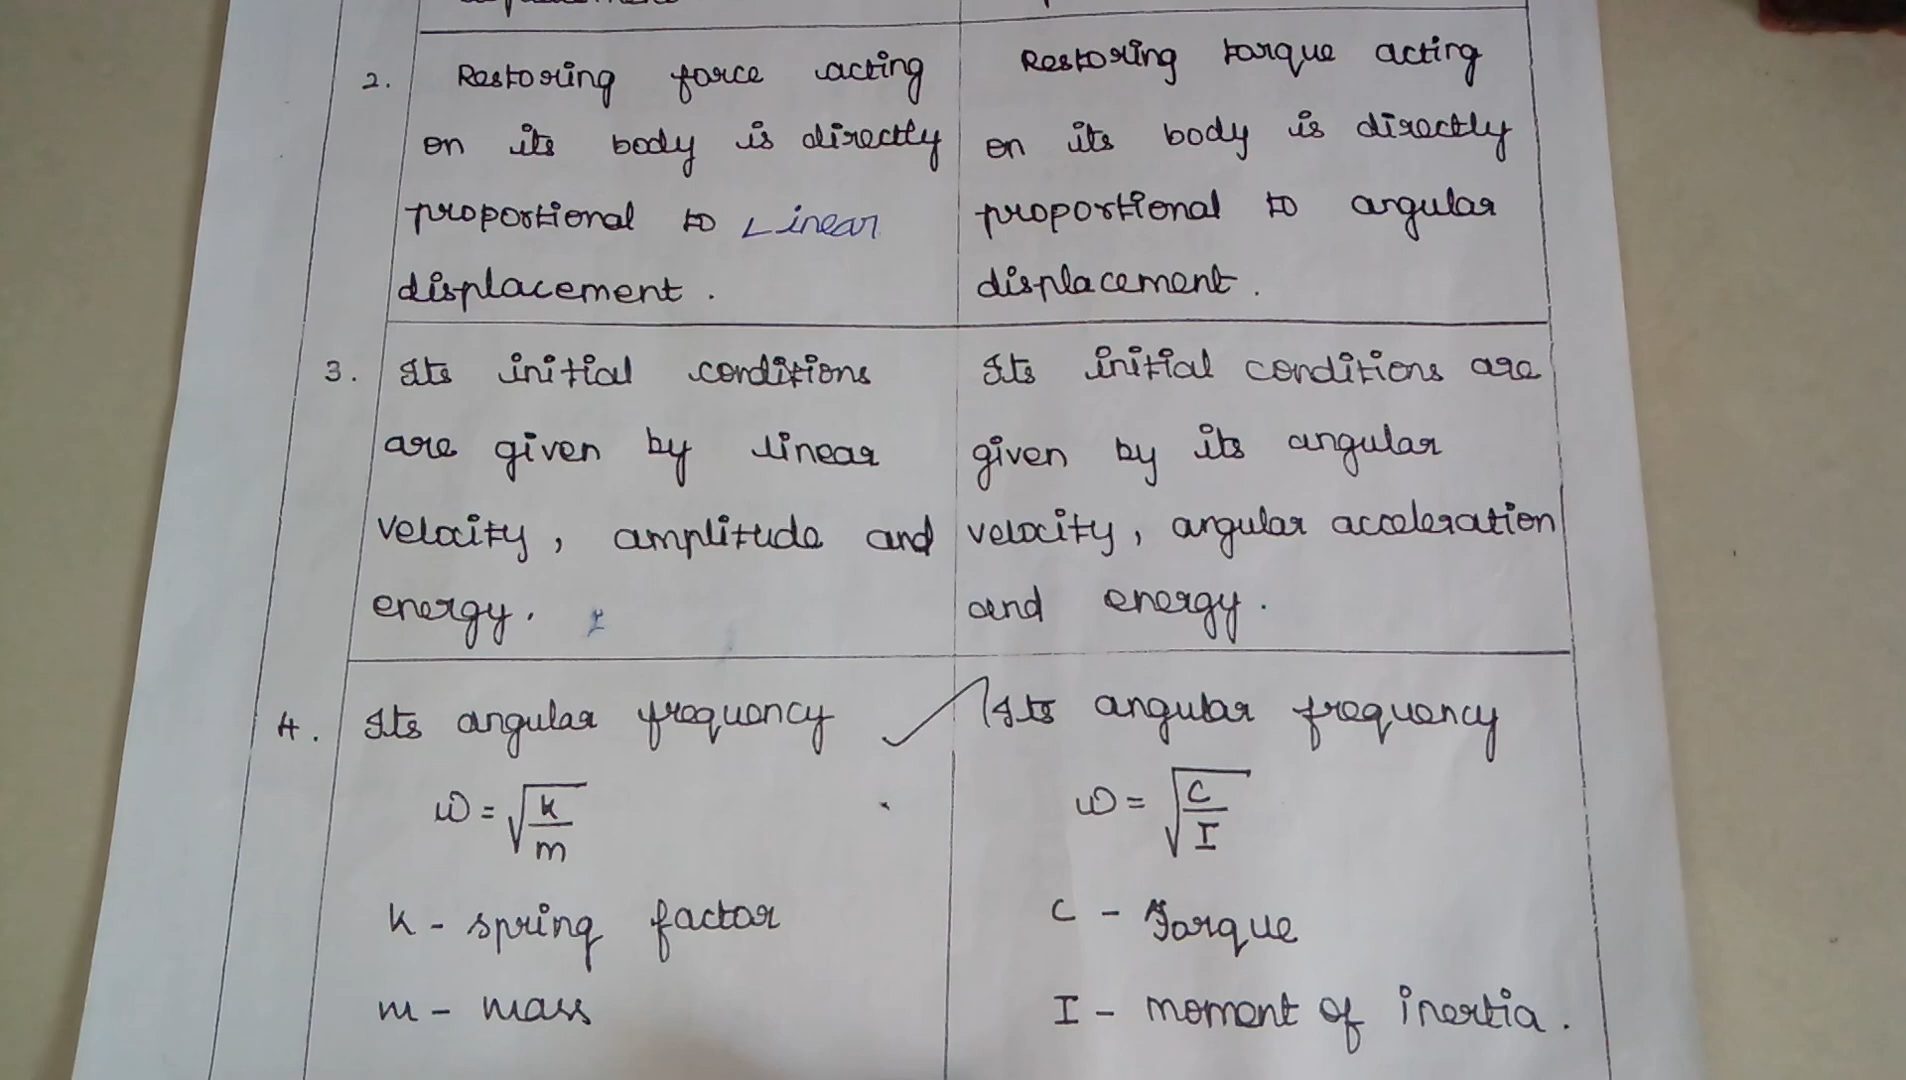 2. Restoring force acting
on its body is directly
proportional to Linear
displacement.
Restoring torque acting
on its body is directly
proportional to angular
displacement.
3. Its initial conditions
are given by linear
velocity, amplitude and
energy.
Its initial conditions are
given by its angular
velocity, angular acceleration
and energy.
4. Its angular frequency
ω = √k/m
k - spring factor
m - mass
Its angular frequency
ω = √C/I
C - Torque
I - moment of inertia.